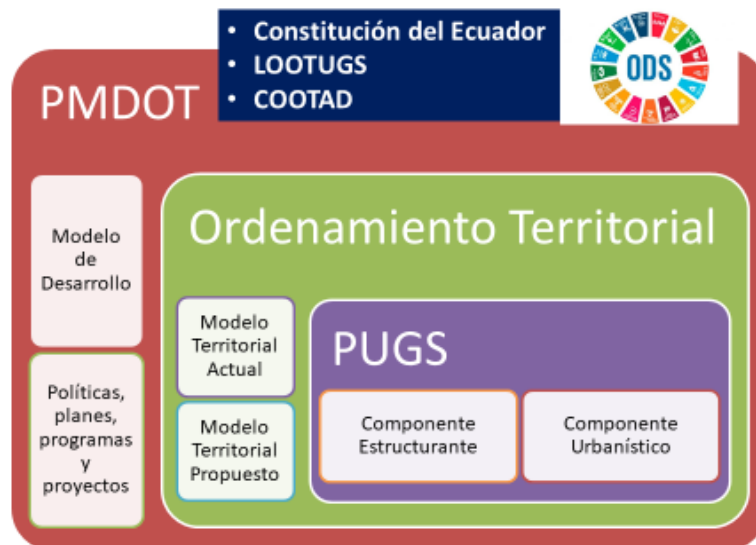 • Constitución del Ecuador
• LOOTUGS
• COOTAD
ODS
PMDOT
Modelo
de
Desarrollo
Políticas,
planes,
programas
y
proyectos
Ordenamiento Territorial
Modelo
Territorial
Actual
Modelo
Territorial
Propuesto
PUGS
Componente
Estructurante
Componente
Urbanístico